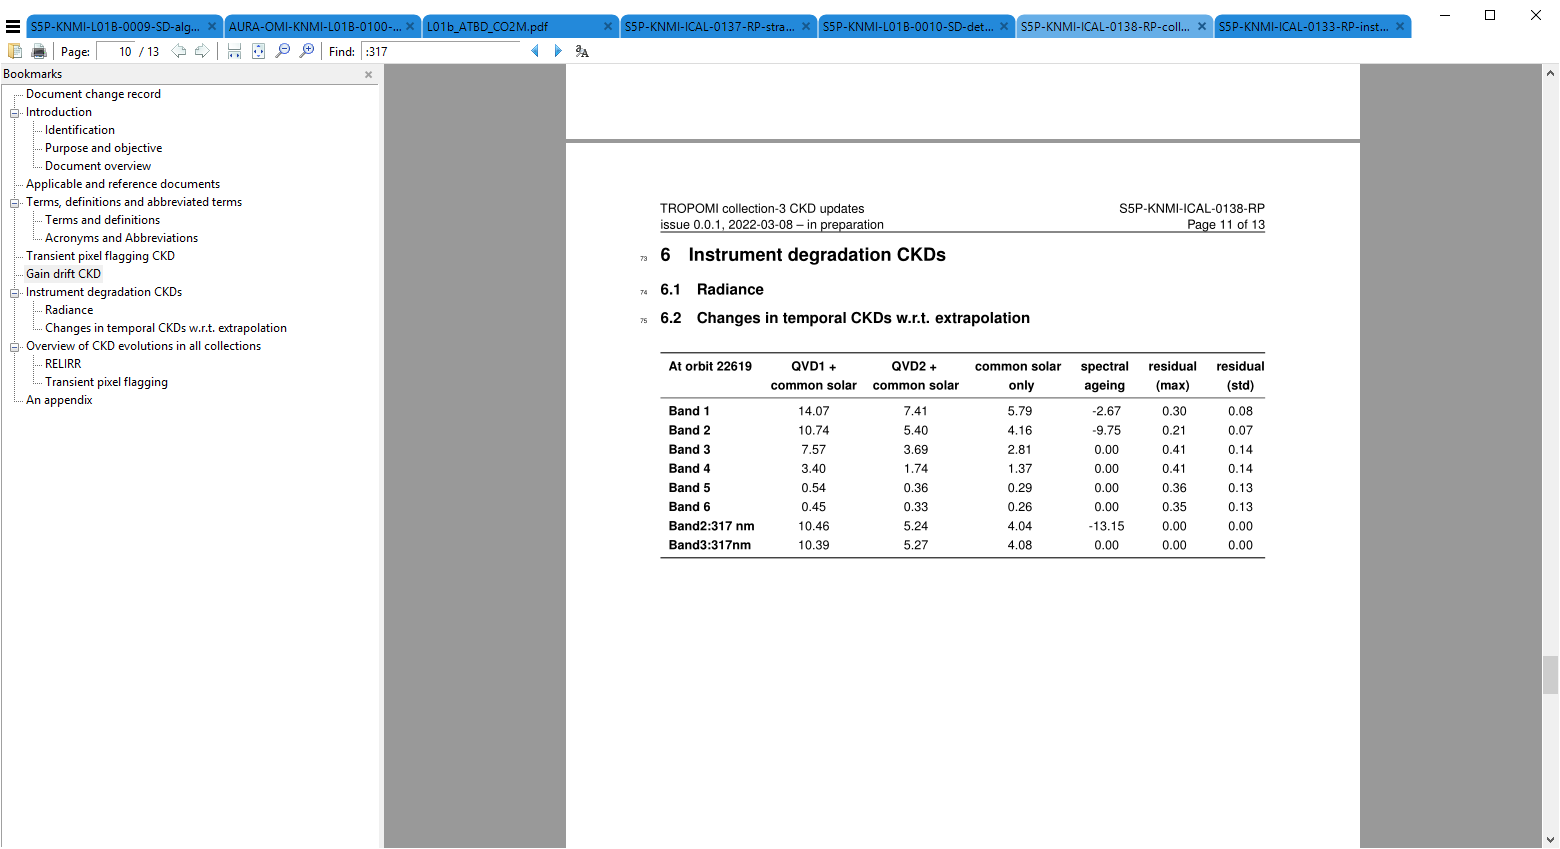 S5P-KNMI-L01B-0009-SD-alg...
AURA-OMI-KNMI-L01B-0100-...
L01b_ATBD_CO2M.pdf
S5P-KNMI-ICAL-0137-RP-stra...
S5P-KNMI-L01B-0010-SD-det...
S5P-KNMI-ICAL-0138-RP-coll...
S5P-KNMI-ICAL-0133-RP-inst...
Page: 10 / 13 Find: :317
Bookmarks
Document change record
Introduction
Identification
Purpose and objective
Document overview
Applicable and reference documents
Terms, definitions and abbreviated terms
Terms and definitions
Acronyms and Abbreviations
Transient pixel flagging CKD
Gain drift CKD
Instrument degradation CKDs
Radiance
Changes in temporal CKDs w.r.t. extrapolation
Overview of CKD evolutions in all collections
RELIRR
Transient pixel flagging
An appendix
TROPOMI collection-3 CKD updates S5P-KNMI-ICAL-0138-RP
issue 0.0.1, 2022-03-08 – in preparation Page 11 of 13
73 6 Instrument degradation CKDs
74 6.1 Radiance
75 6.2 Changes in temporal CKDs w.r.t. extrapolation
At orbit 22619 QVD1 + QVD2 + common solar spectral residual residual
common solar common solar only ageing (max) (std)
Band 1 14.07 7.41 5.79 -2.67 0.30 0.08
Band 2 10.74 5.40 4.16 -9.75 0.21 0.07
Band 3 7.57 3.69 2.81 0.00 0.41 0.14
Band 4 3.40 1.74 1.37 0.00 0.41 0.14
Band 5 0.54 0.36 0.29 0.00 0.36 0.13
Band 6 0.45 0.33 0.26 0.00 0.35 0.13
Band2:317 nm 10.46 5.24 4.04 -13.15 0.00 0.00
Band3:317nm 10.39 5.27 4.08 0.00 0.00 0.00